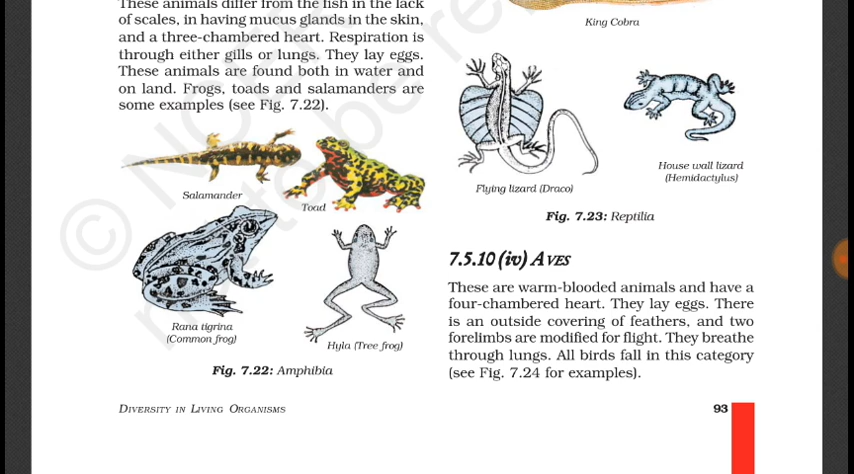 These animals differ from the fish in the lack
of scales, in having mucus glands in the skin,
and a three-chambered heart. Respiration is
through either gills or lungs. They lay eggs.
These animals are found both in water and
on land. Frogs, toads and salamanders are
some examples (see Fig. 7.22).
Salamander
Toad
Rana tigrina
(Common frog)
Hyla (Tree frog)
Fig. 7.22: Amphibia
King Cobra
Flying lizard (Draco)
House wall lizard
(Hemidactylus)
Fig. 7.23: Reptilia
7.5.10 (iv) AVES
These are warm-blooded animals and have a
four-chambered heart. They lay eggs. There
is an outside covering of feathers, and two
forelimbs are modified for flight. They breathe
through lungs. All birds fall in this category
(see Fig. 7.24 for examples).
DIVERSITY IN LIVING ORGANISMS
93